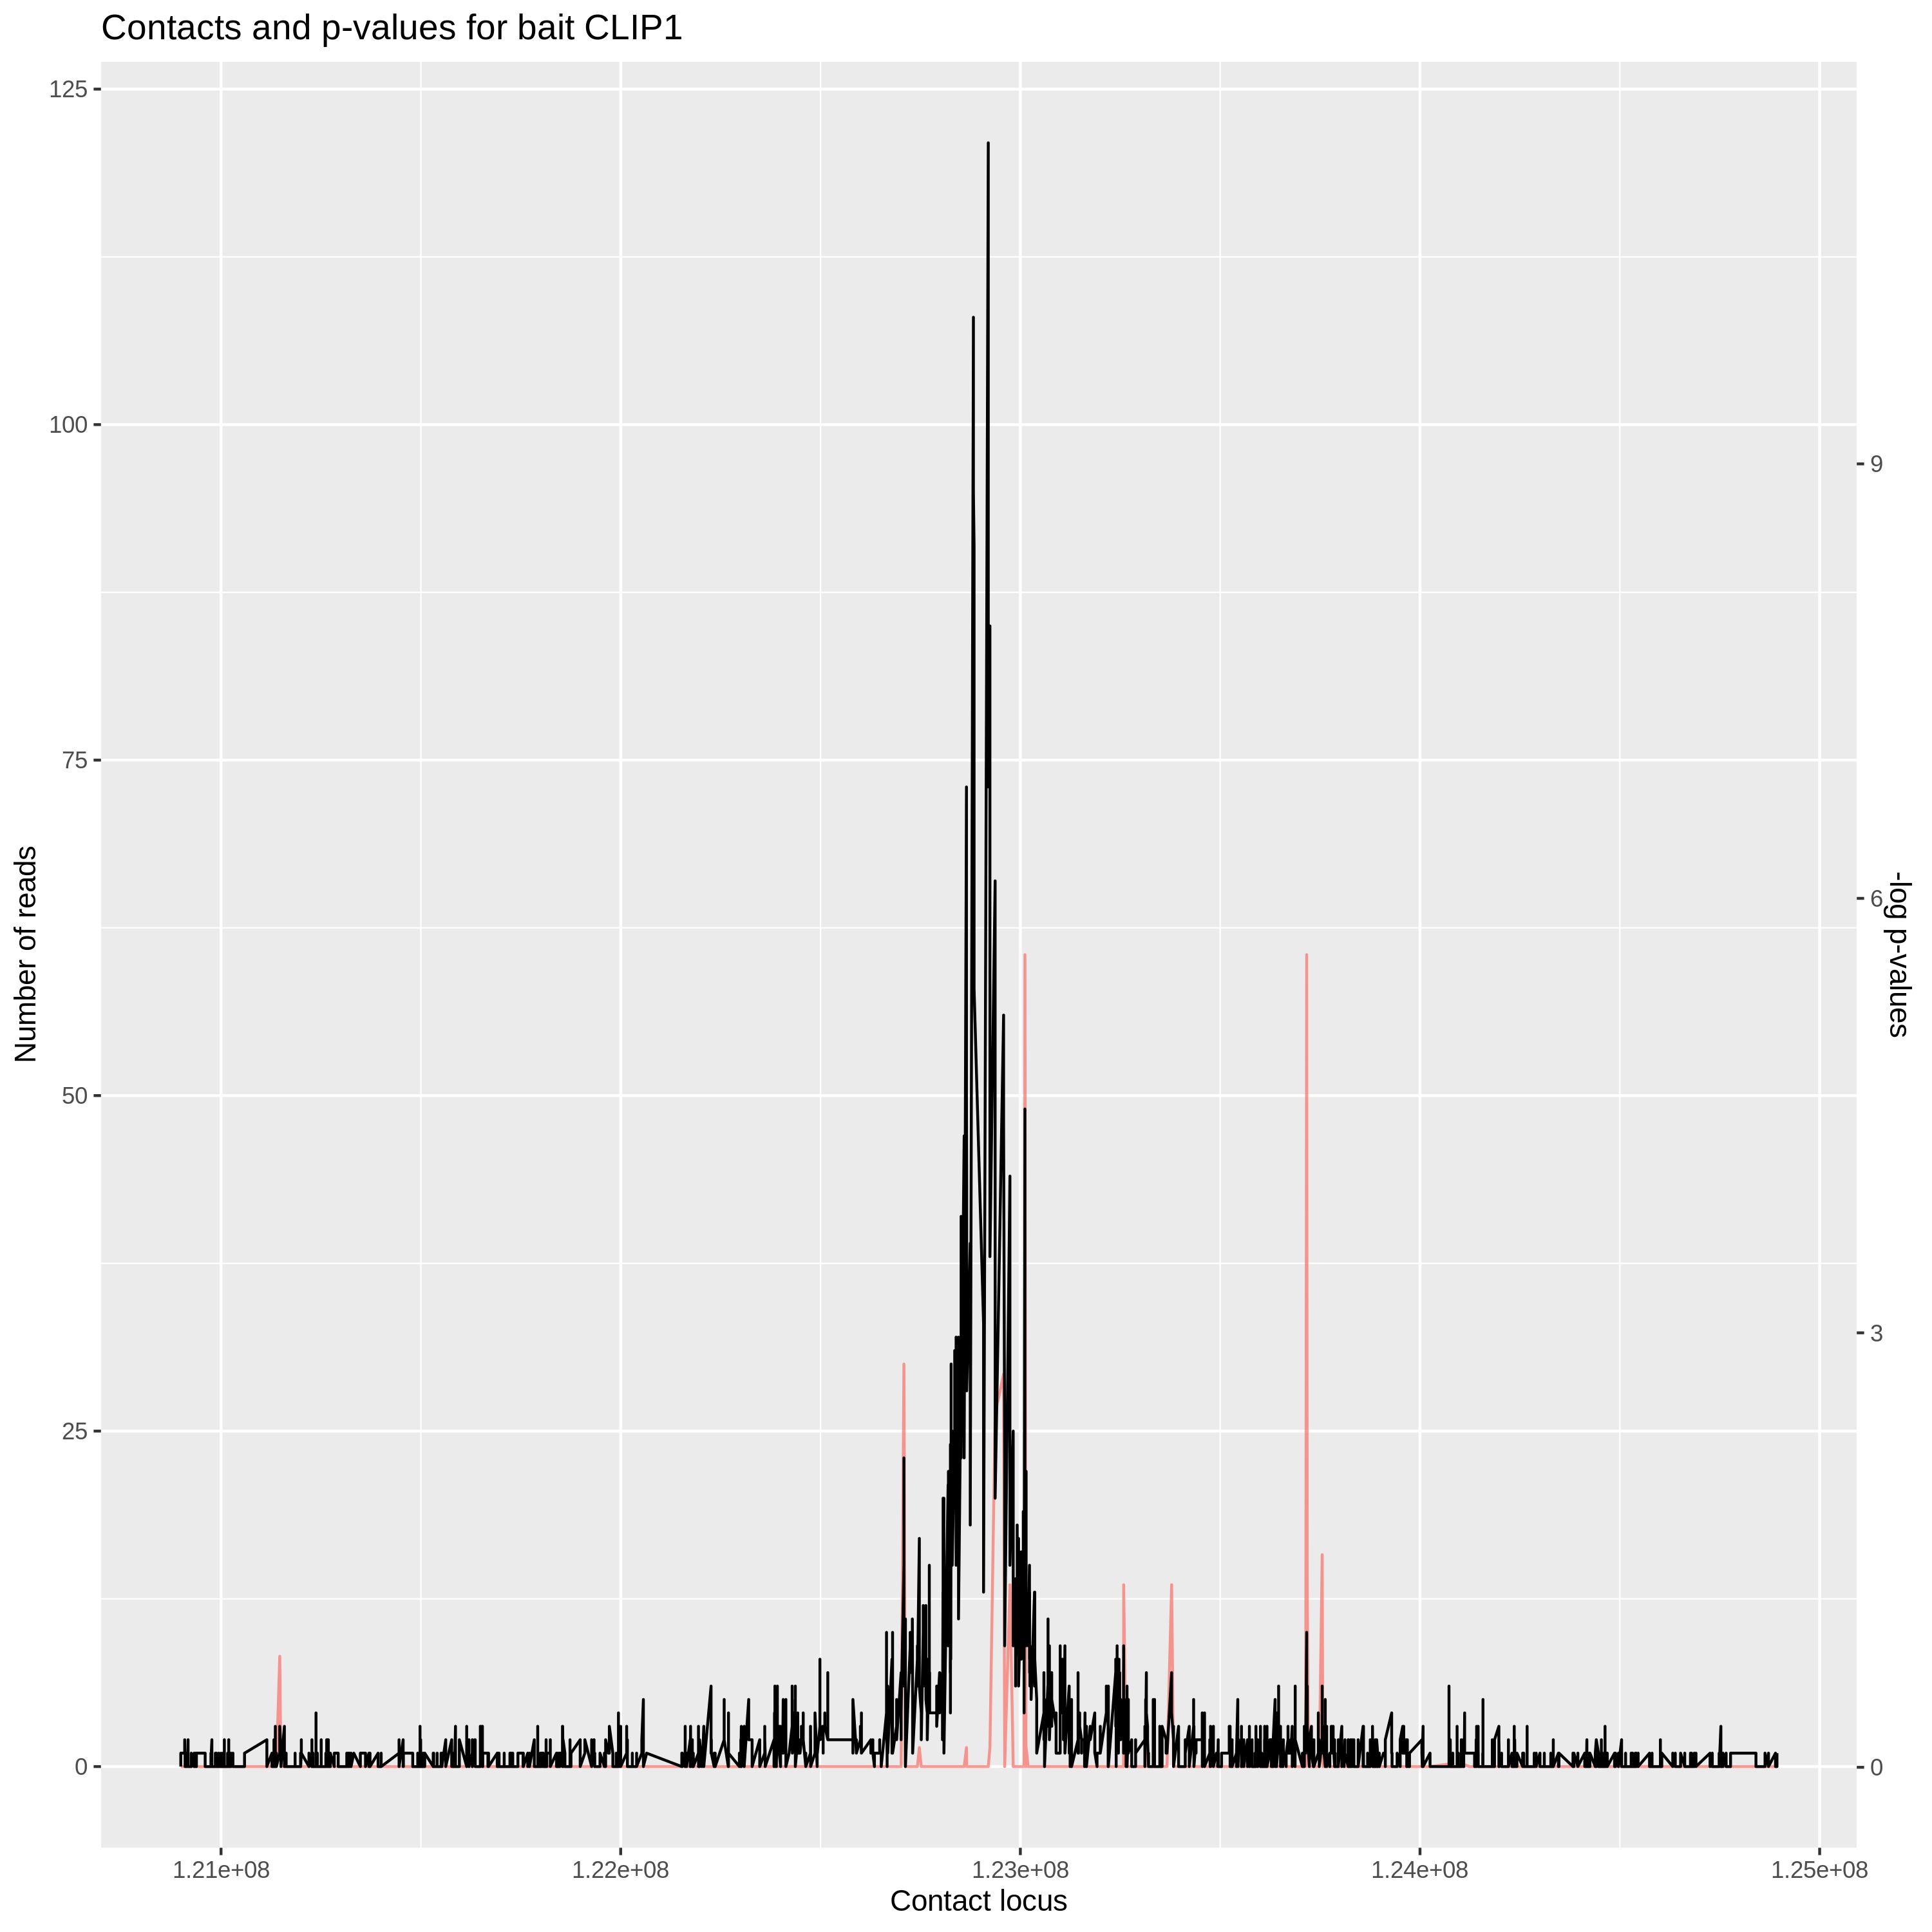 Contacts and p-values for bait CLIP1
125
100
75
50
25
0
Number of reads
9
6
3
0
-log p-values
1.21e+08
1.22e+08
1.23e+08
1.24e+08
1.25e+08
Contact locus